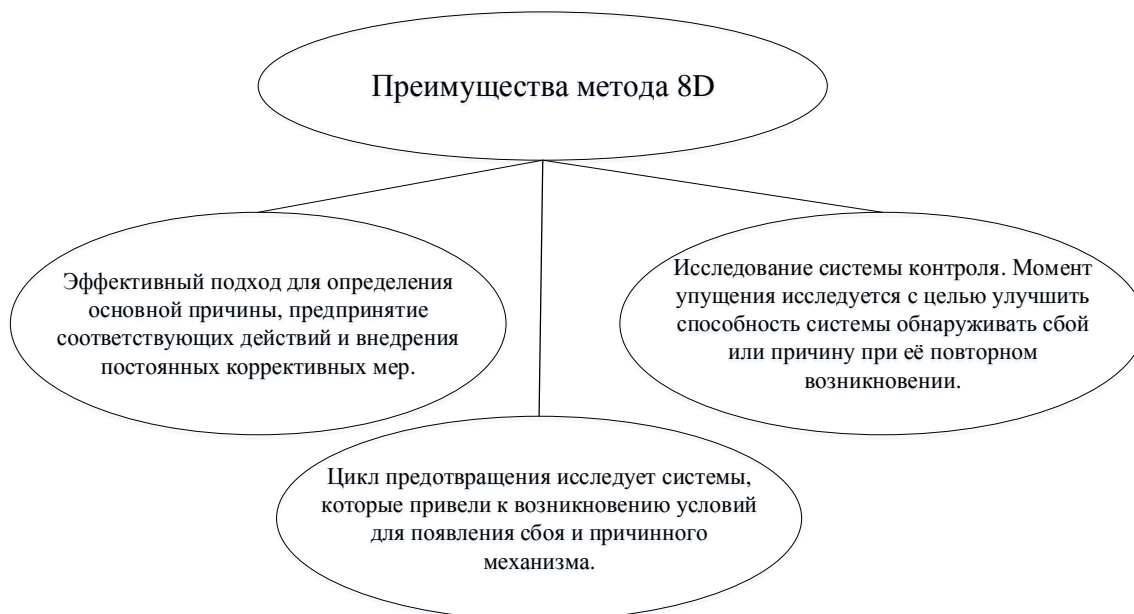 Преимущества метода 8D
Эффективный подход для определения
основной причины, предпринятие
соответствующих действий и внедрения
постоянных коррективных мер.
Исследование системы контроля. Момент
упущения исследуется с целью улучшить
способность системы обнаруживать сбой
или причину при её повторном
возникновении.
Цикл предотвращения исследует системы,
которые привели к возникновению условий
для появления сбоя и причинного
механизма.